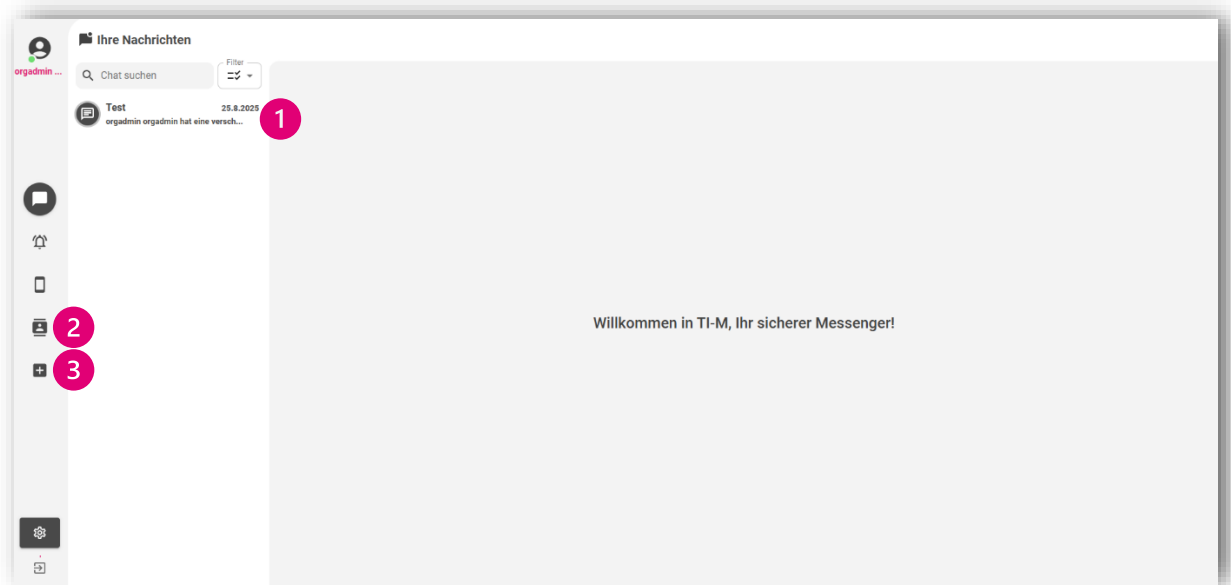 Ihre Nachrichten
orgadmin ...
Chat suchen
Filter
Test 25.8.2025
orgadmin orgadmin hat eine versch...
1
2
3
Willkommen in TI-M, Ihr sicherer Messenger!